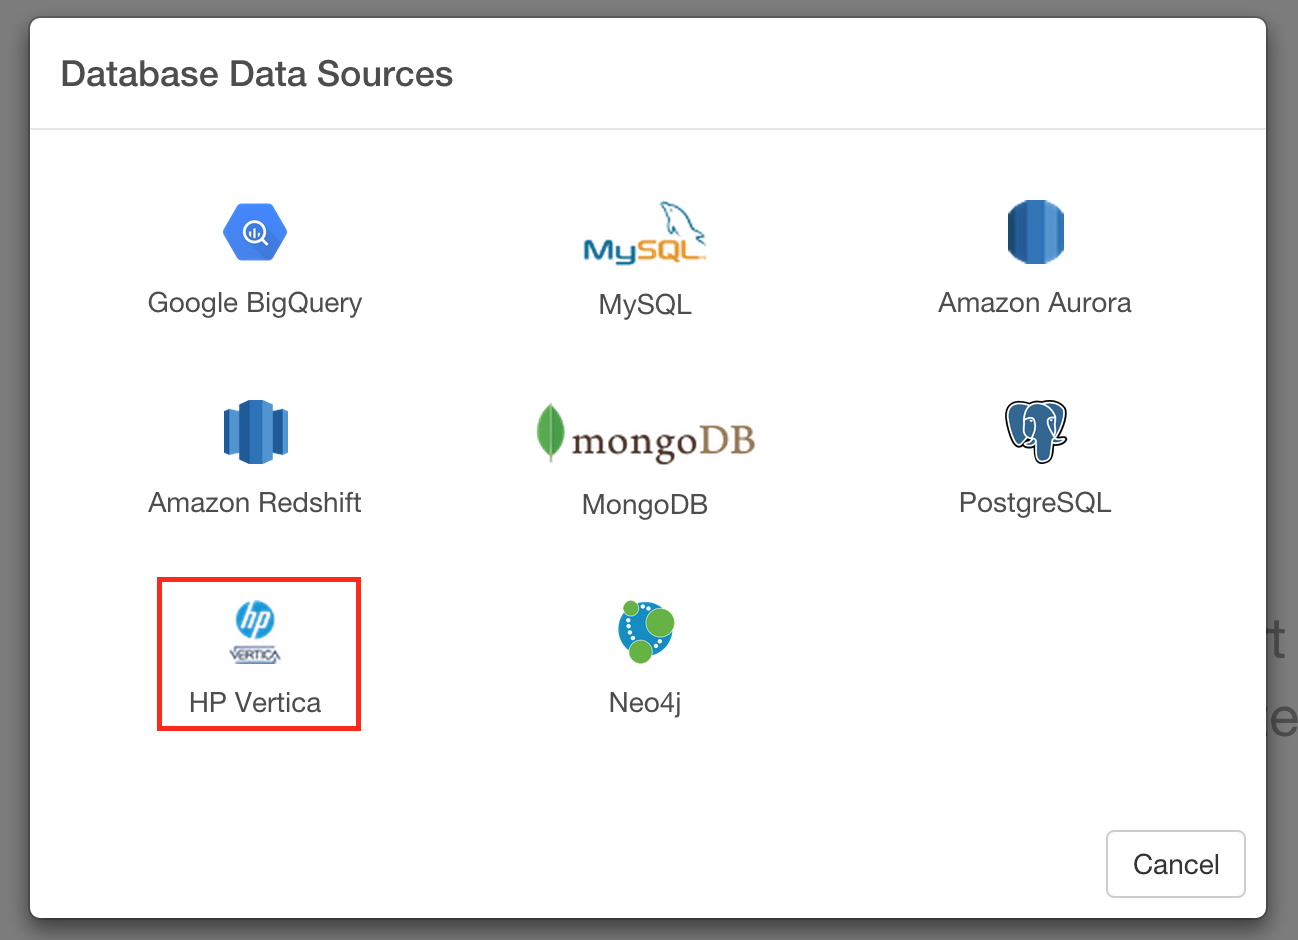 Database Data Sources
MySQL
Google BigQuery
MySQL
Amazon Aurora
mongoDB
Amazon Redshift
MongoDB
PostgreSQL
hp
VERTICA
HP Vertica
Neo4j
t
Cancel